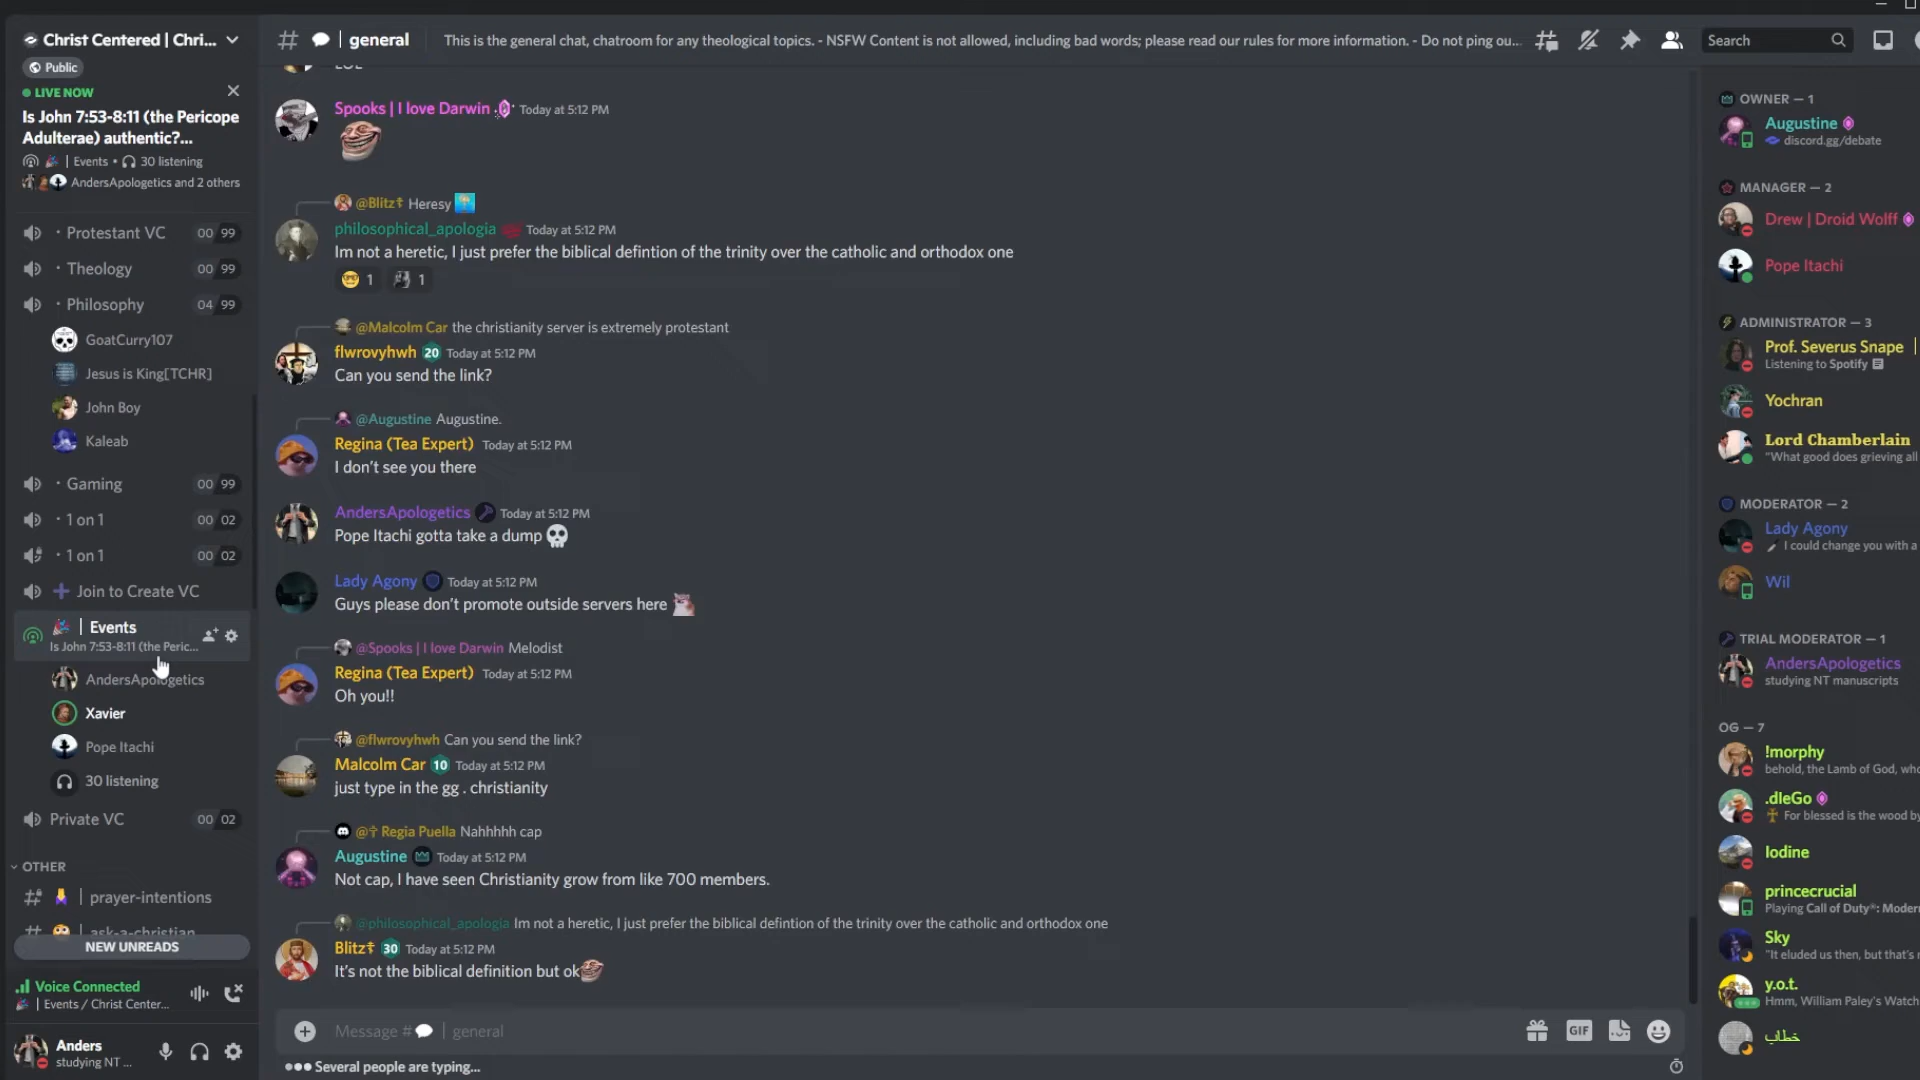 Christ Centered | Chri...
Public
LIVE NOW
Is John 7:53-8:11 (the Pericope
Adulterae) authentic?...
| Events • 30 listening
AndersApologetics and 2 others
· Protestant VC 00 99
· Theology 00 99
· Philosophy 04 99
GoatCurry107
Jesus is King[TCHR]
John Boy
Kaleab
· Gaming 00 99
· 1 on 1 00 02
· 1 on 1 00 02
+ Join to Create VC
| Events
Is John 7:53-8:11 (the Peric...
AndersApologetics
Xavier
Pope Itachi
30 listening
Private VC 00 02
OTHER
| prayer-intentions
| ask-a-christian
NEW UNREADS
Voice Connected
| Events / Christ Center...
Anders
studying NT ...
# | general
This is the general chat, chatroom for any theological topics. - NSFW Content is not allowed, including bad words; please read our rules for more information. - Do not ping ou...
Search
LOL
Spooks | I love Darwin Today at 5:12 PM
@Blitz☦ Heresy
philosophical_apologia Today at 5:12 PM
Im not a heretic, I just prefer the biblical defintion of the trinity over the catholic and orthodox one
1 1
@Malcolm Car the christianity server is extremely protestant
flwrovyhwh 20 Today at 5:12 PM
Can you send the link?
@Augustine Augustine.
Regina (Tea Expert) Today at 5:12 PM
I don't see you there
AndersApologetics Today at 5:12 PM
Pope Itachi gotta take a dump
Lady Agony Today at 5:12 PM
Guys please don't promote outside servers here
@Spooks | I love Darwin Melodist
Regina (Tea Expert) Today at 5:12 PM
Oh you!!
@flwrovyhwh Can you send the link?
Malcolm Car 10 Today at 5:12 PM
just type in the gg . christianity
@✝ Regia Puella Nahhhhh cap
Augustine Today at 5:12 PM
Not cap, I have seen Christianity grow from like 700 members.
@philosophical_apologia Im not a heretic, I just prefer the biblical defintion of the trinity over the catholic and orthodox one
Blitz☦ 30 Today at 5:12 PM
It's not the biblical definition but ok
Message # | general
GIF
Several people are typing...
OWNER — 1
Augustine
discord.gg/debate
MANAGER — 2
Drew | Droid Wolff
Pope Itachi
ADMINISTRATOR — 3
Prof. Severus Snape |
Listening to Spotify
Yochran
Lord Chamberlain
"What good does grieving all
MODERATOR — 2
Lady Agony
I could change you with a
Wil
TRIAL MODERATOR — 1
AndersApologetics
studying NT manuscripts
OG — 7
!morphy
behold, the Lamb of God, who
.dleGo
For blessed is the wood by
Iodine
princecrucial
Playing Call of Duty®: Moder
Sky
"It eluded us then, but that's
y.o.t.
Hmm, William Paley's Watch
خطاب